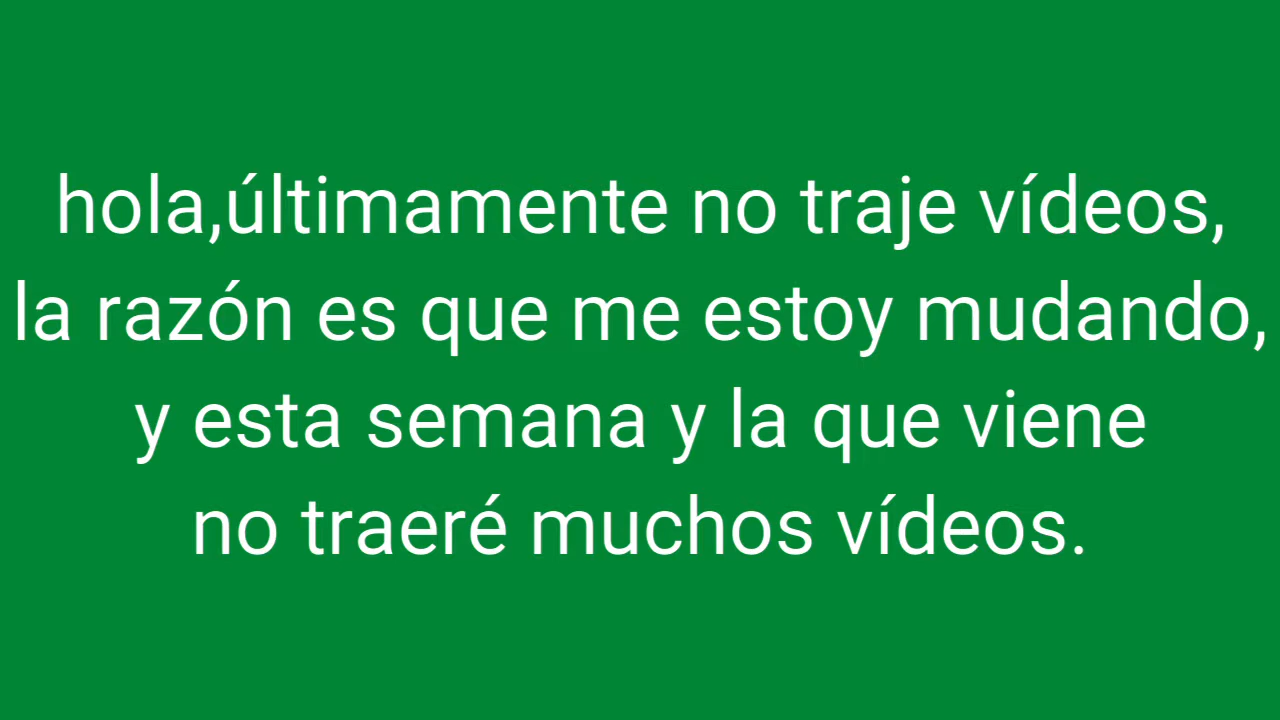 hola,últimamente no traje vídeos,
la razón es que me estoy mudando,
y esta semana y la que viene
no traeré muchos vídeos.